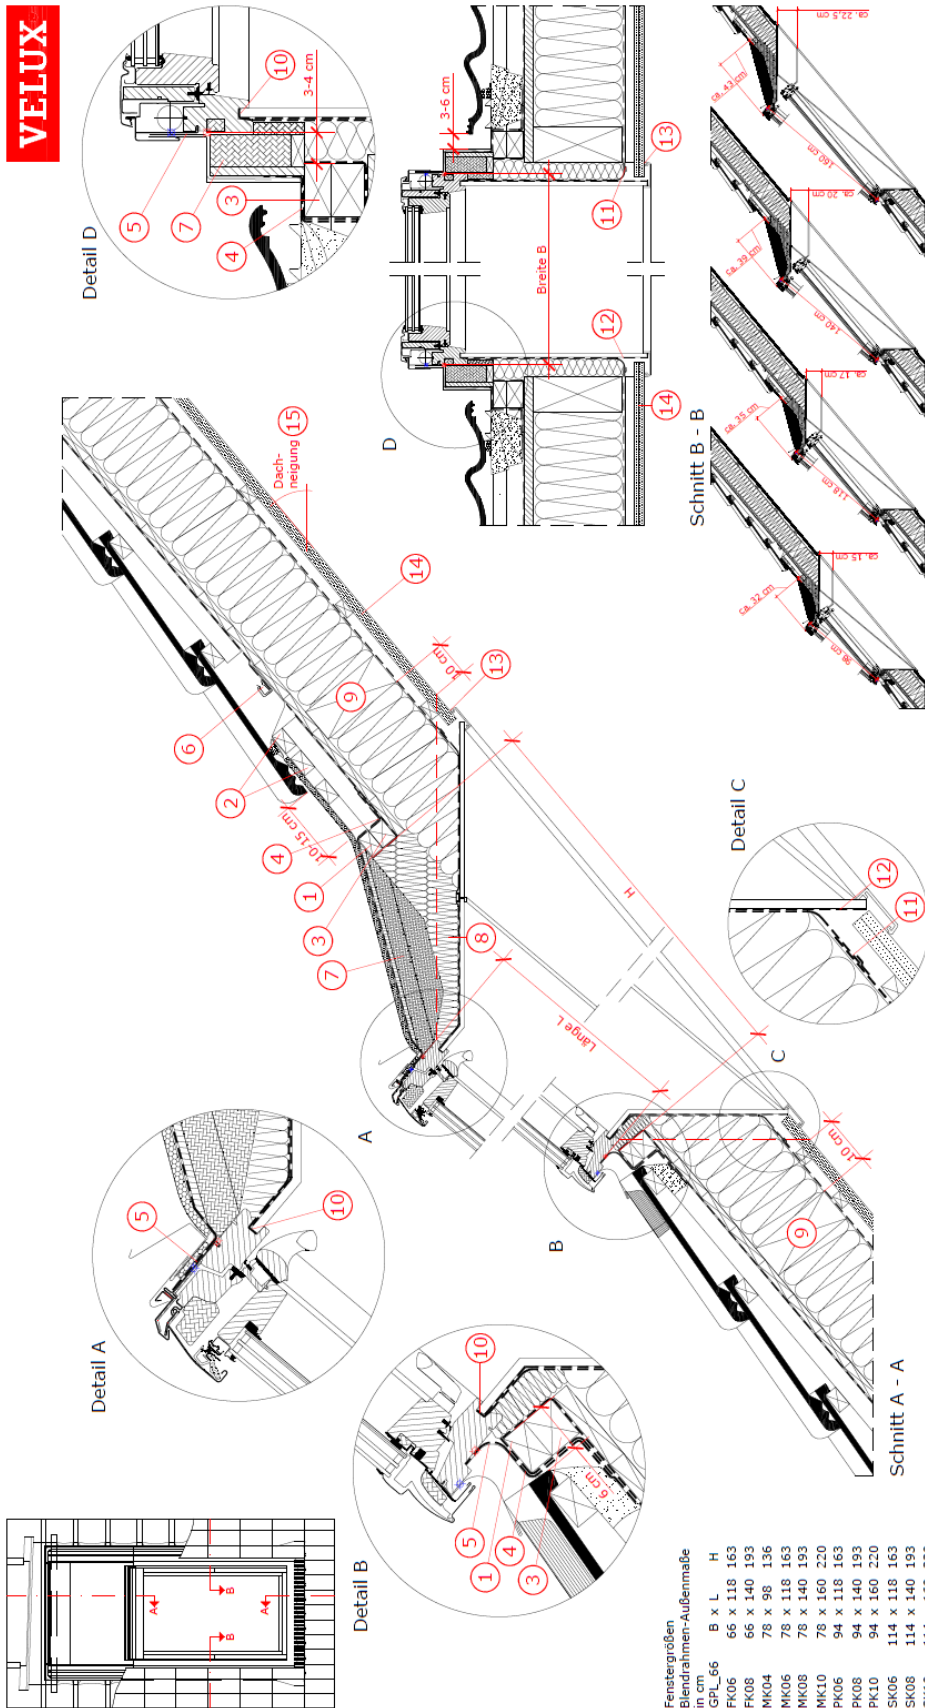 VELUX
Detail D
10
3-4 cm
5
7
3
4
3-6 cm
13
11
Breite B
12
14
D
Schnitt B - B
ca. 43 cm
ca. 22,5 cm
160 cm
ca. 39 cm
ca. 20 cm
140 cm
ca. 35 cm
ca. 17 cm
118 cm
ca. 32 cm
ca. 15 cm
98 cm
Dach-
neigung
15
14
9
10 cm
13
6
2
10-15 cm
4
1
3
7
8
H
Länge L
A
B
C
10 cm
9
Schnitt A - A
Detail C
12
11
Detail A
5
10
Detail B
10
5
1
4
3
6 cm
A
A
B
B
Fenstergrößen
Blendrahmen-Außenmaße
in cm
GPL_66 B x L H
FK06 66 x 118 163
FK08 66 x 140 193
MK04 78 x 98 136
MK06 78 x 118 163
MK08 78 x 140 193
MK10 78 x 160 220
PK06 94 x 118 163
PK08 94 x 140 193
PK10 94 x 160 220
SK06 114 x 118 163
SK08 114 x 140 193